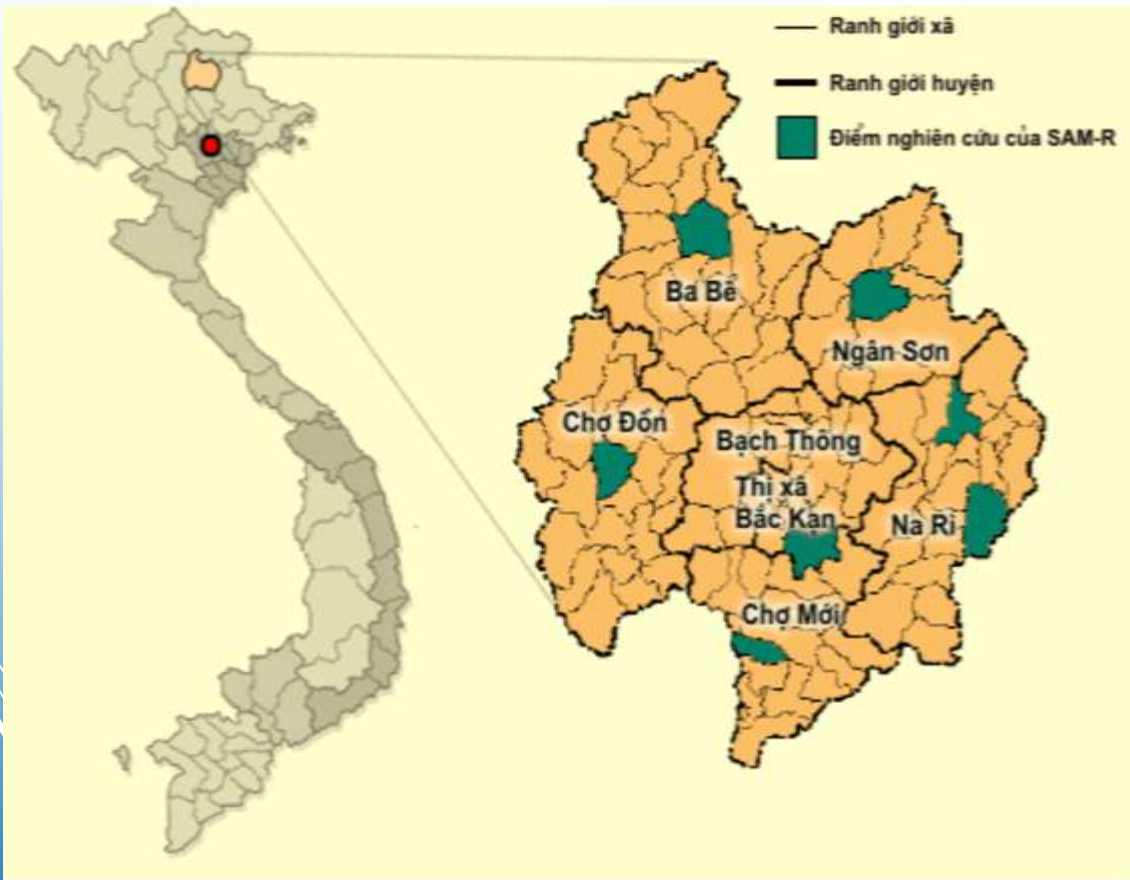 Ranh giới xã
Ranh giới huyện
Điểm nghiên cứu của SAM-R
Ba Bể
Ngân Sơn
Chợ Đồn
Bạch Thông
Thị xã
Bắc Kạn
Na Rì
Chợ Mới